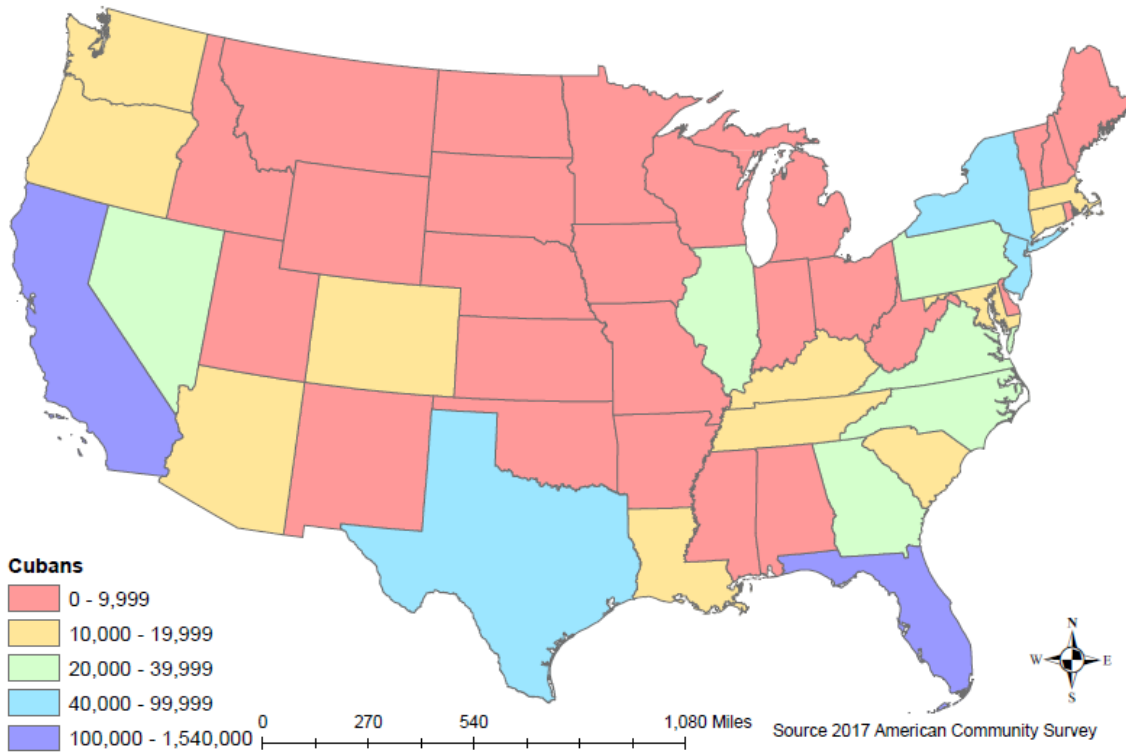 Cubans
0 - 9,999
10,000 - 19,999
20,000 - 39,999
40,000 - 99,999
100,000 - 1,540,000
0 270 540 1,080 Miles
N
W E
S
Source 2017 American Community Survey